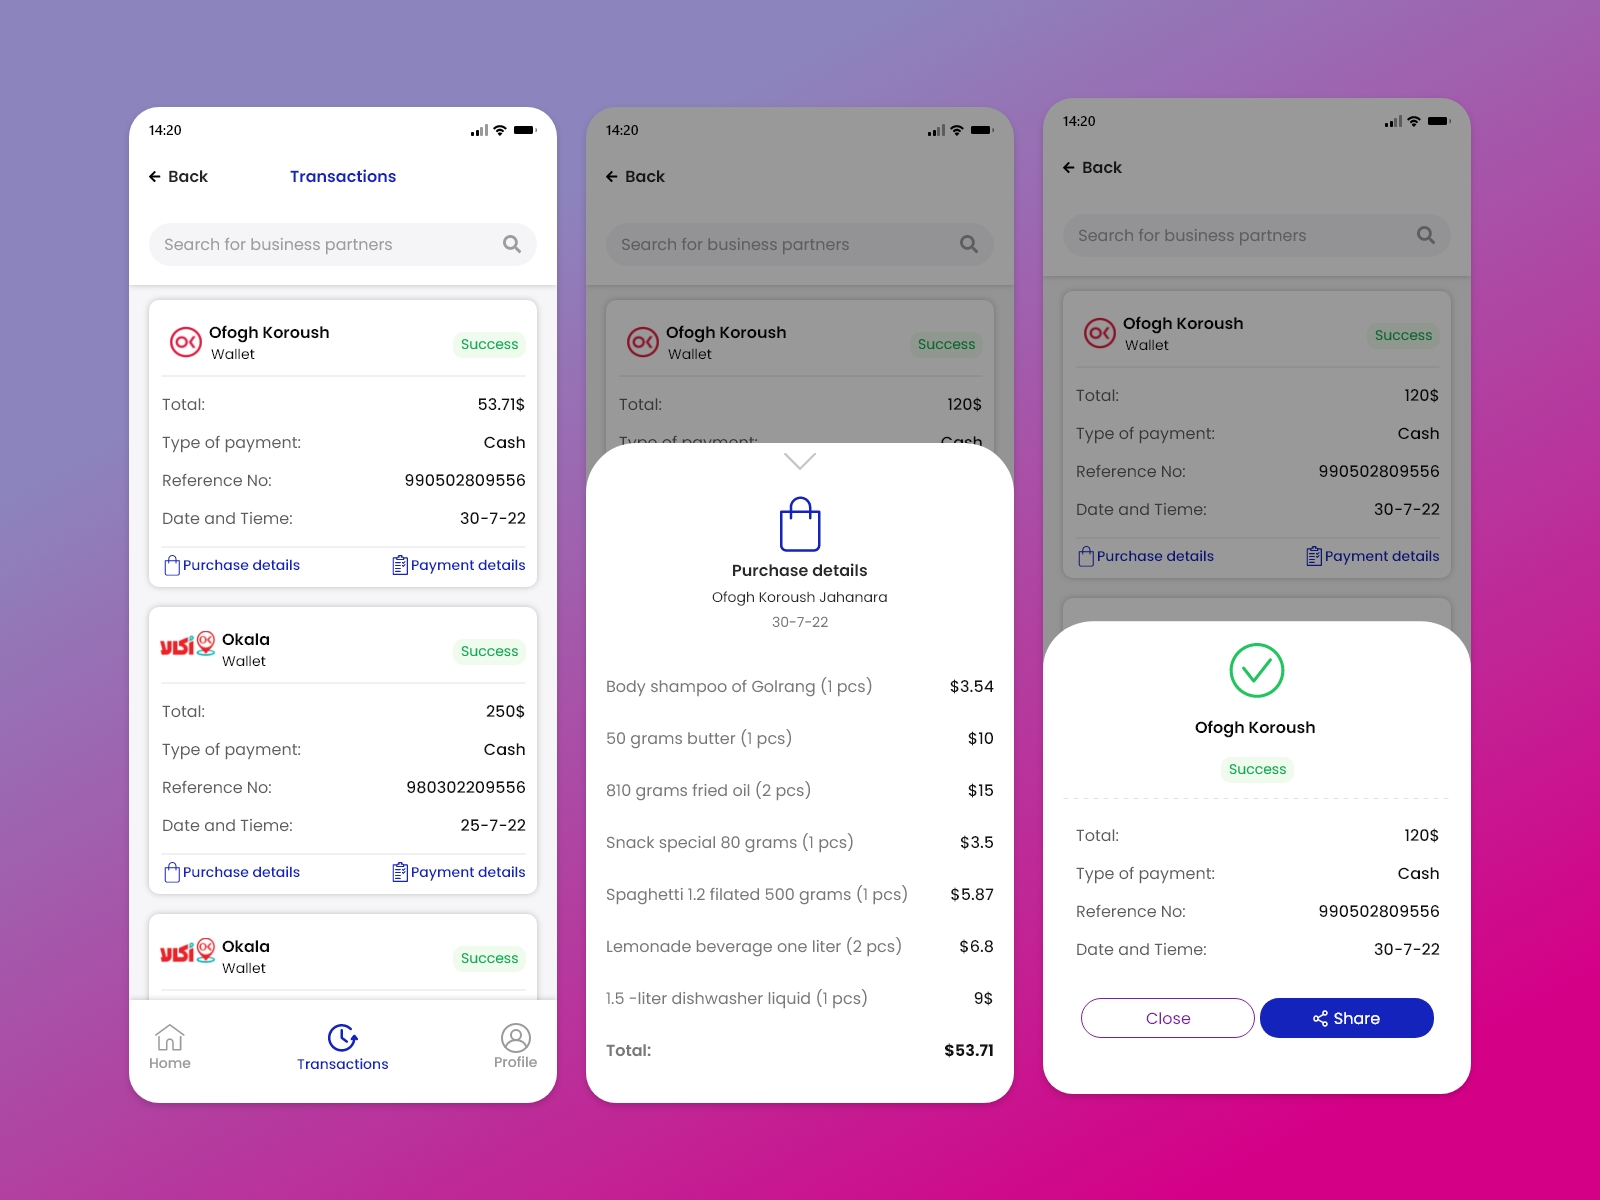 14:20
Back
Transactions
Search for business partners
OK
Ofogh Koroush
Wallet
Success
Total: 53.71$
Type of payment: Cash
Reference No: 990502809556
Date and Tieme: 30-7-22
Purchase details Payment details
اُکالا OK
Okala
Wallet
Success
Total: 250$
Type of payment: Cash
Reference No: 980302209556
Date and Tieme: 25-7-22
Purchase details Payment details
اُکالا OK
Okala
Wallet
Success
Home
Transactions
Profile
14:20
Back
Search for business partners
OK
Ofogh Koroush
Wallet
Success
Total: 120$
Type of payment: Cash
Purchase details
Ofogh Koroush Jahanara
30-7-22
Body shampoo of Golrang (1 pcs) $3.54
50 grams butter (1 pcs) $10
810 grams fried oil (2 pcs) $15
Snack special 80 grams (1 pcs) $3.5
Spaghetti 1.2 filated 500 grams (1 pcs) $5.87
Lemonade beverage one liter (2 pcs) $6.8
1.5 -liter dishwasher liquid (1 pcs) 9$
Total: $53.71
14:20
Back
Search for business partners
OK
Ofogh Koroush
Wallet
Success
Total: 120$
Type of payment: Cash
Reference No: 990502809556
Date and Tieme: 30-7-22
Purchase details Payment details
Ofogh Koroush
Success
Total: 120$
Type of payment: Cash
Reference No: 990502809556
Date and Tieme: 30-7-22
Close
Share